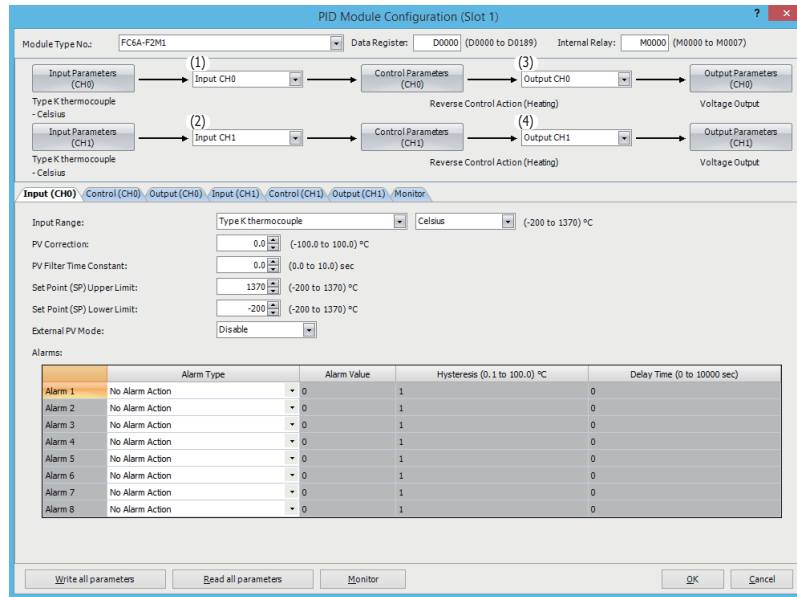 PID Module Configuration (Slot 1)
? ×
Module Type No.: FC6A-F2M1 Data Register: D0000 (D0000 to D0189) Internal Relay: M0000 (M0000 to M0007)
(1) (3)
Input Parameters (CH0) Input CH0 Control Parameters (CH0) Output CH0 Output Parameters (CH0)
Type K thermocouple
- Celsius
Reverse Control Action (Heating) Voltage Output
(2) (4)
Input Parameters (CH1) Input CH1 Control Parameters (CH1) Output CH1 Output Parameters (CH1)
Type K thermocouple
- Celsius
Reverse Control Action (Heating) Voltage Output
Input (CH0) Control (CH0) Output (CH0) Input (CH1) Control (CH1) Output (CH1) Monitor
Input Range: Type K thermocouple Celsius (-200 to 1370) ºC
PV Correction: 0.0 (-100.0 to 100.0) ºC
PV Filter Time Constant: 0.0 (0.0 to 10.0) sec
Set Point (SP) Upper Limit: 1370 (-200 to 1370) ºC
Set Point (SP) Lower Limit: -200 (-200 to 1370) ºC
External PV Mode: Disable
Alarms:
Alarm Type Alarm Value Hysteresis (0.1 to 100.0) ºC Delay Time (0 to 10000 sec)
Alarm 1 No Alarm Action 0 1 0
Alarm 2 No Alarm Action 0 1 0
Alarm 3 No Alarm Action 0 1 0
Alarm 4 No Alarm Action 0 1 0
Alarm 5 No Alarm Action 0 1 0
Alarm 6 No Alarm Action 0 1 0
Alarm 7 No Alarm Action 0 1 0
Alarm 8 No Alarm Action 0 1 0
Write all parameters Read all parameters Monitor OK Cancel